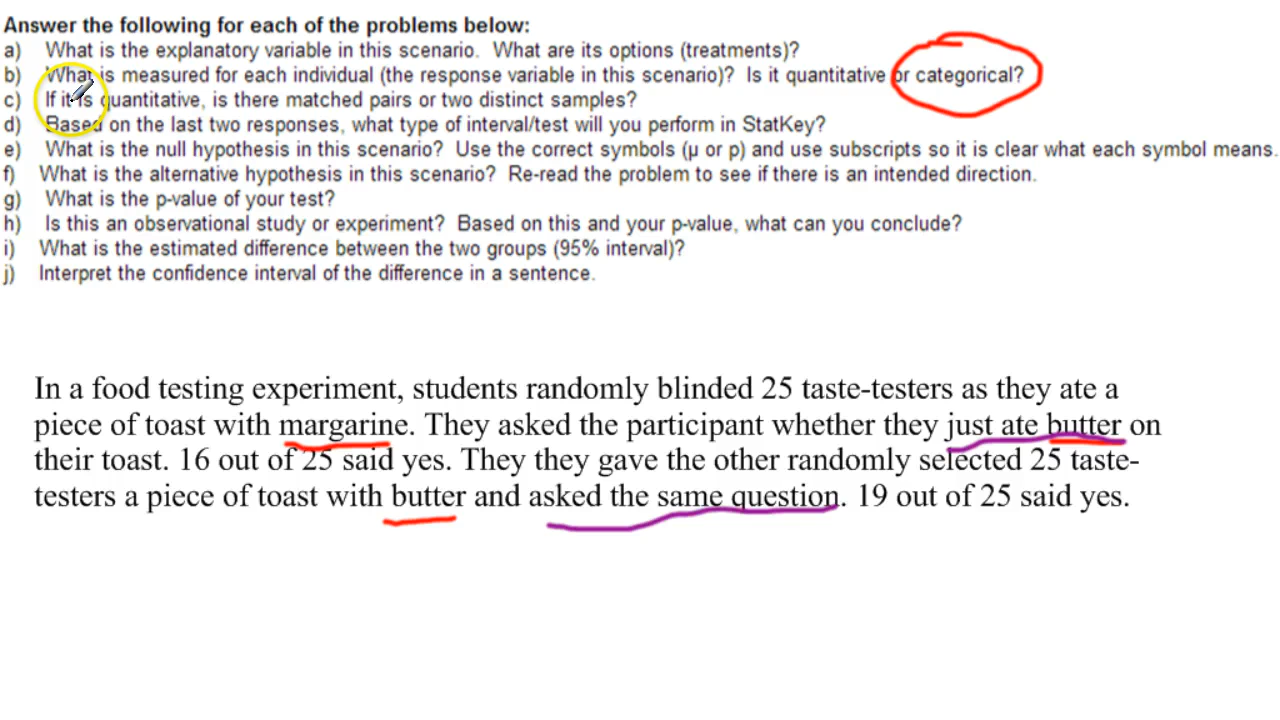 Answer the following for each of the problems below:
a) What is the explanatory variable in this scenario. What are its options (treatments)?
b) What is measured for each individual (the response variable in this scenario)? Is it quantitative or categorical?
c) If it is quantitative, is there matched pairs or two distinct samples?
d) Based on the last two responses, what type of interval/test will you perform in StatKey?
e) What is the null hypothesis in this scenario? Use the correct symbols (μ or p) and use subscripts so it is clear what each symbol means.
f) What is the alternative hypothesis in this scenario? Re-read the problem to see if there is an intended direction.
g) What is the p-value of your test?
h) Is this an observational study or experiment? Based on this and your p-value, what can you conclude?
i) What is the estimated difference between the two groups (95% interval)?
j) Interpret the confidence interval of the difference in a sentence.
In a food testing experiment, students randomly blinded 25 taste-testers as they ate a
piece of toast with margarine. They asked the participant whether they just ate butter on
their toast. 16 out of 25 said yes. They they gave the other randomly selected 25 taste-
testers a piece of toast with butter and asked the same question. 19 out of 25 said yes.